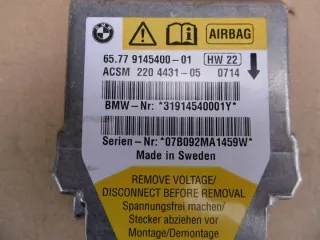 AIRBAG
65.77 9145400-01 HW 22
ACSM 220 4431-05 0714
BMW-Nr: *31914540001Y*
Serien-Nr: *07B092MA1459W*
Made in Sweden
REMOVE VOLTAGE/
DISCONNECT BEFORE REMOVAL
Spannungsfrei machen/
Stecker abziehen vor
Montage/Demontage